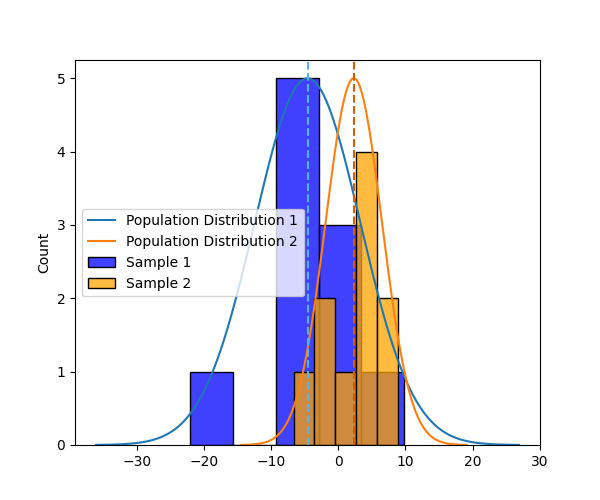 5
4
3
2
1
0
Count
Population Distribution 1
Population Distribution 2
Sample 1
Sample 2
−30 −20 −10 0 10 20 30